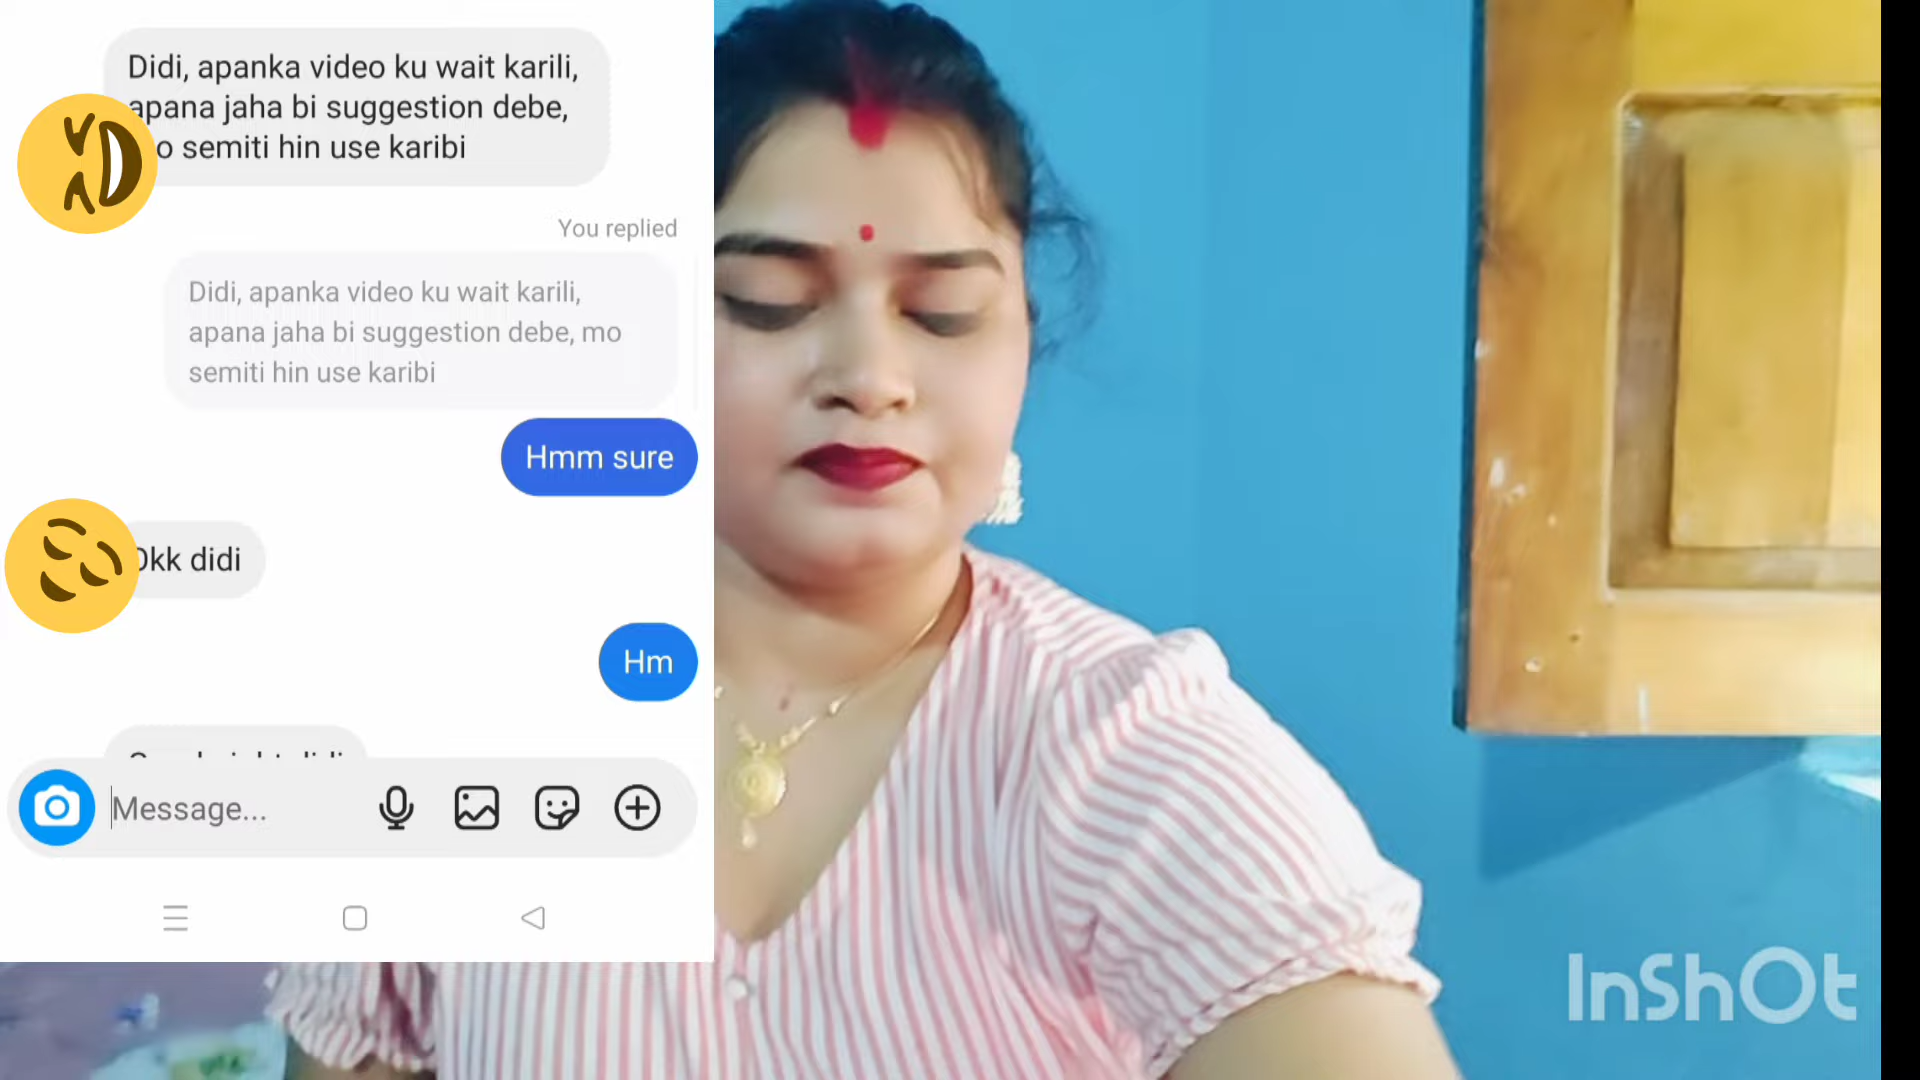 Didi, apanka video ku wait karili,
apana jaha bi suggestion debe,
semiti hin use karibi
You replied
Didi, apanka video ku wait karili,
apana jaha bi suggestion debe, mo
semiti hin use karibi
Hmm sure
Okk didi
Hm
Message...
InShOt